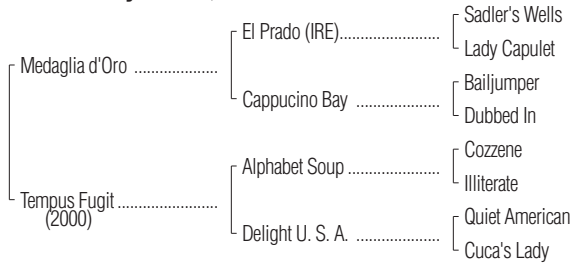 Sadler's Wells
El Prado (IRE)....................
Lady Capulet
Medaglia d'Oro .....................
Bailjumper
Cappucino Bay .....................
Dubbed In
Cozzene
Alphabet Soup .......................
Illiterate
Tempus Fugit .........................
(2000)
Quiet American
Delight U. S. A. .....................
Cuca's Lady